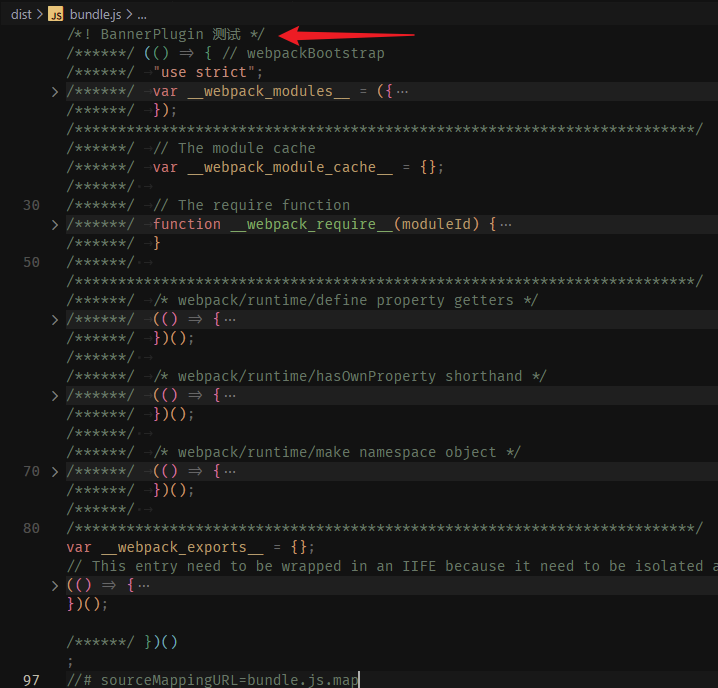 dist > JS bundle.js > ...
/*! BannerPlugin 测试 */
/******/ (() => { // webpackBootstrap
/******/ "use strict";
/******/ var __webpack_modules__ = ({…
/******/ });
/************************************************************************/
/******/ // The module cache
/******/ var __webpack_module_cache__ = {};
/******/
30 /******/ // The require function
/******/ function __webpack_require__(moduleId) {…
/******/ }
50 /******/
/************************************************************************/
/******/ /* webpack/runtime/define property getters */
/******/ (() => {…
/******/ })();
/******/
/******/ /* webpack/runtime/hasOwnProperty shorthand */
/******/ (() => {…
/******/ })();
/******/
/******/ /* webpack/runtime/make namespace object */
70 /******/ (() => {…
/******/ })();
/******/
80 /************************************************************************/
var __webpack_exports__ = {};
// This entry need to be wrapped in an IIFE because it need to be isolated a
(() => {…
})();
/******/ })()
;
97 //# sourceMappingURL=bundle.js.map